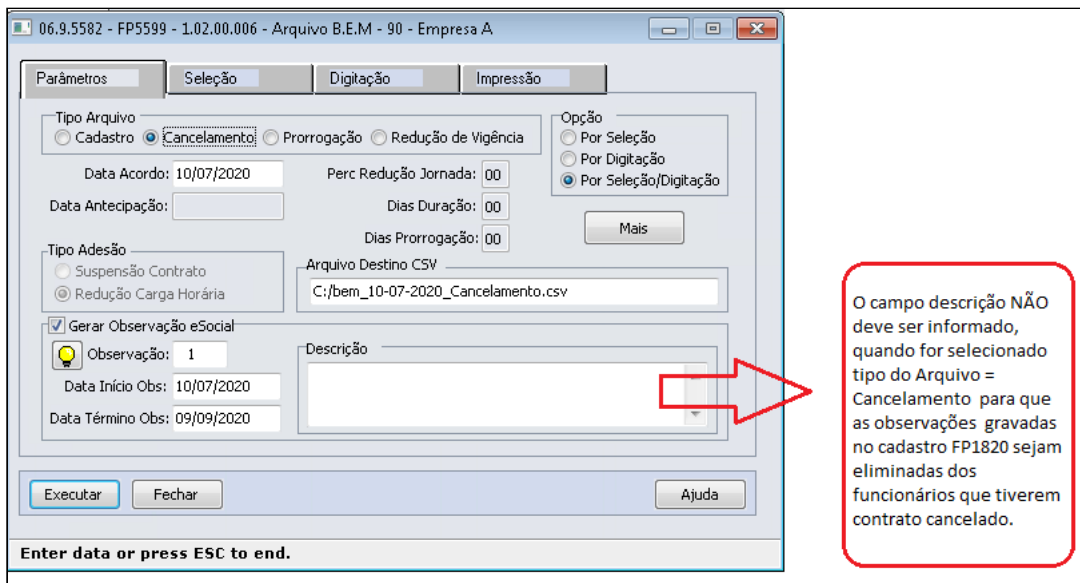 06.9.5582 - FP5599 - 1.02.00.006 - Arquivo B.E.M - 90 - Empresa A
Parâmetros Seleção Digitação Impressão
Tipo Arquivo
Cadastro Cancelamento Prorrogação Redução de Vigência
Opção
Por Seleção
Por Digitação
Por Seleção/Digitação
Data Acordo: 10/07/2020 Perc Redução Jornada: 00
Data Antecipação: Dias Duração: 00
Dias Prorrogação: 00
Mais
Tipo Adesão
Suspensão Contrato
Redução Carga Horária
Arquivo Destino CSV
C:/bem_10-07-2020_Cancelamento.csv
Gerar Observação eSocial
Observação: 1
Data Início Obs: 10/07/2020
Data Término Obs: 09/09/2020
Descrição
Executar Fechar Ajuda
Enter data or press ESC to end.
O campo descrição NÃO
deve ser informado,
quando for selecionado
tipo do Arquivo =
Cancelamento para que
as observações gravadas
no cadastro FP1820 sejam
eliminadas dos
funcionários que tiverem
contrato cancelado.